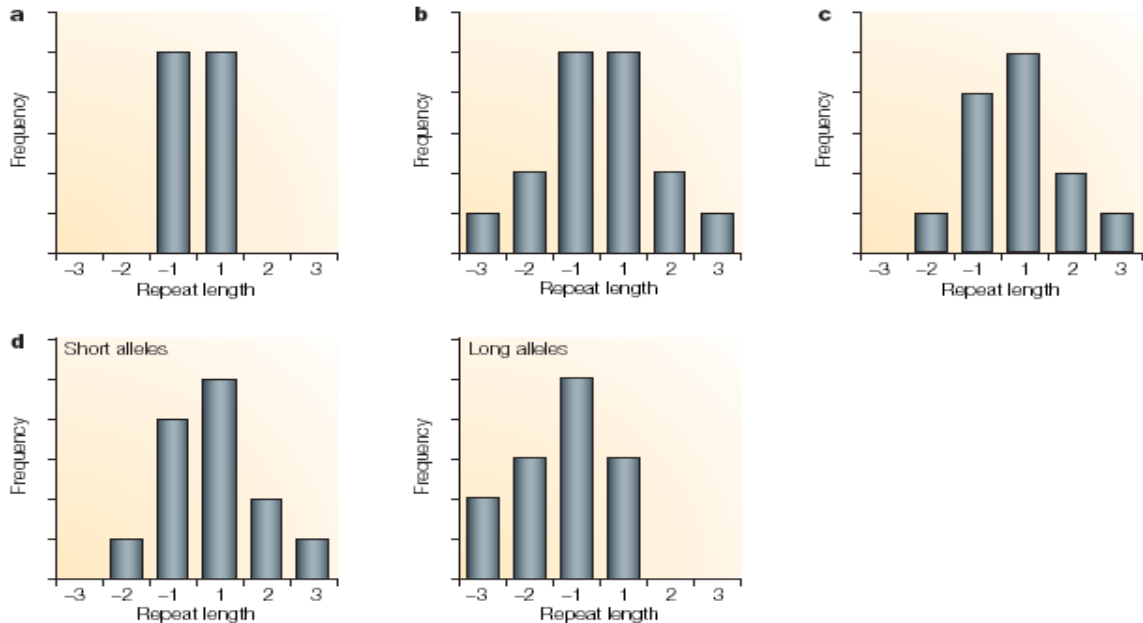 a
Frequency
−3 −2 −1 1 2 3
Repeat length
b
Frequency
−3 −2 −1 1 2 3
Repeat length
c
Frequency
−3 −2 −1 1 2 3
Repeat length
d
Short alleles
Frequency
−3 −2 −1 1 2 3
Repeat length
Long alleles
Frequency
−3 −2 −1 1 2 3
Repeat length